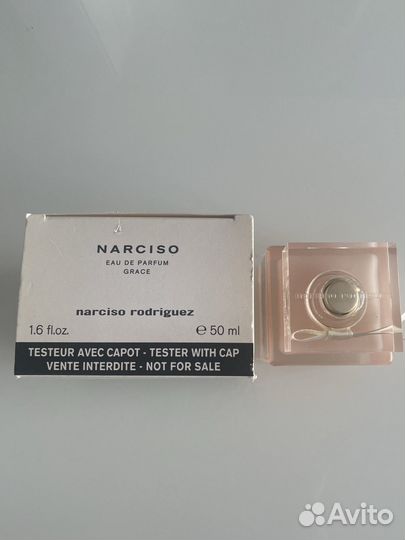 NARCISO
EAU DE PARFUM
GRACE
narciso rodriguez
1.6 fl.oz.
℮ 50 ml
TESTEUR AVEC CAPOT - TESTER WITH CAP
VENTE INTERDITE - NOT FOR SALE
Avito